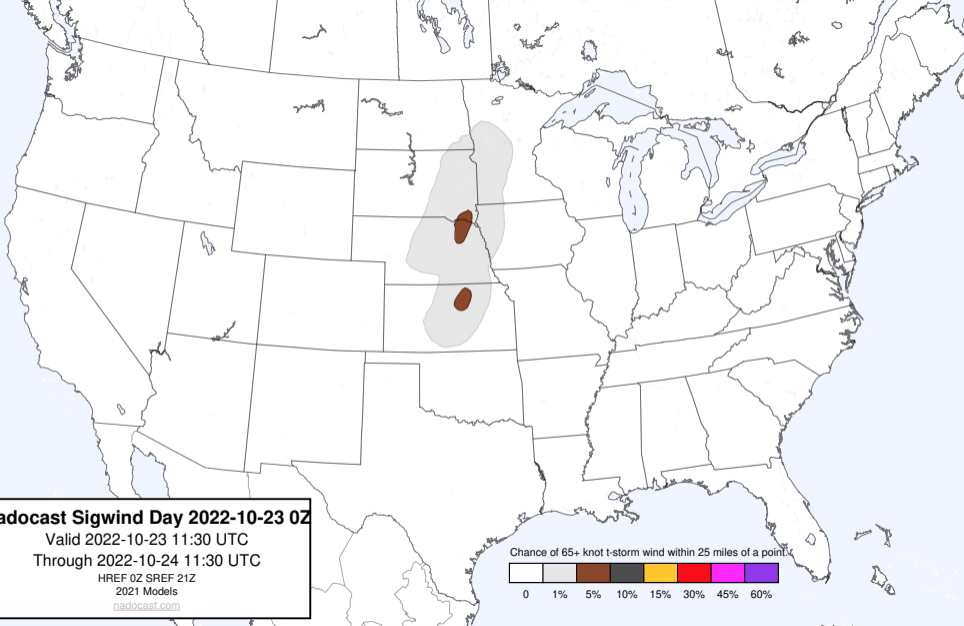 adocast Sigwind Day 2022-10-23 0Z
Valid 2022-10-23 11:30 UTC
Through 2022-10-24 11:30 UTC
HREF 0Z SREF 21Z
2021 Models
nadocast.com
Chance of 65+ knot t-storm wind within 25 miles of a point.
0 1% 5% 10% 15% 30% 45% 60%